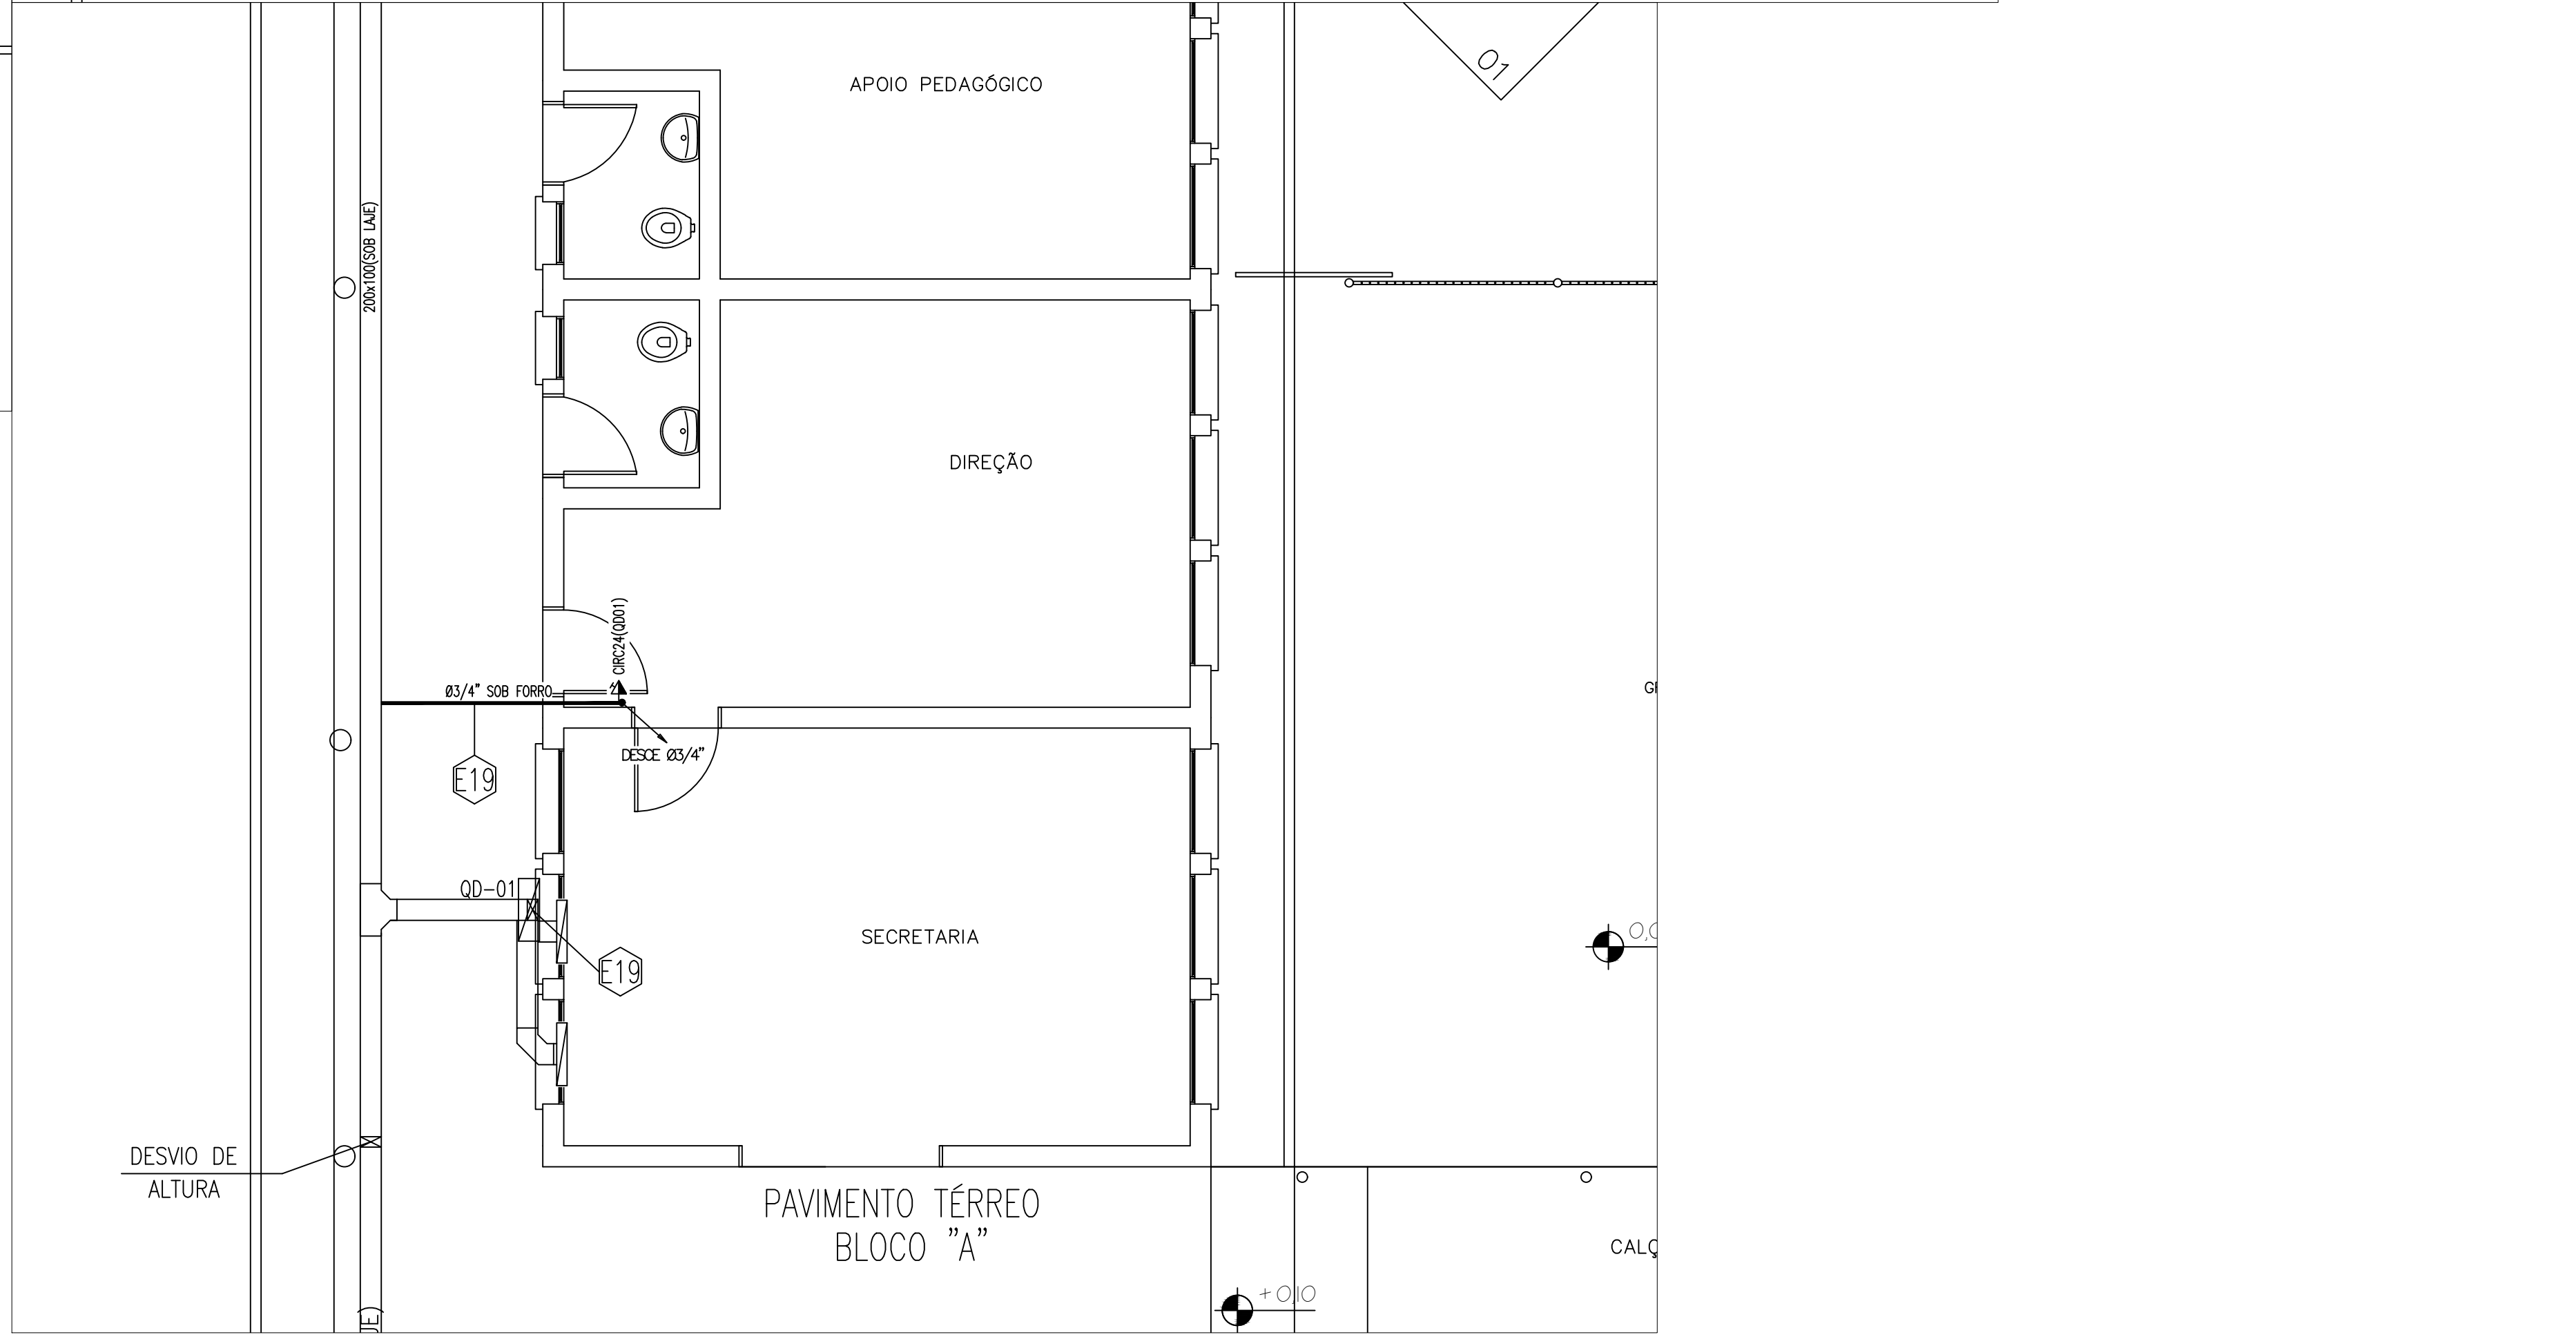 01
APOIO PEDAGÓGICO
200x100(SOB LAJE)
DIREÇÃO
CIRC24(QD01)
Ø3/4" SOB FORRO
DESCE Ø3/4"
E19
QD-01
SECRETARIA
E19
DESVIO DE
ALTURA
PAVIMENTO TÉRREO
BLOCO "A"
+0,10